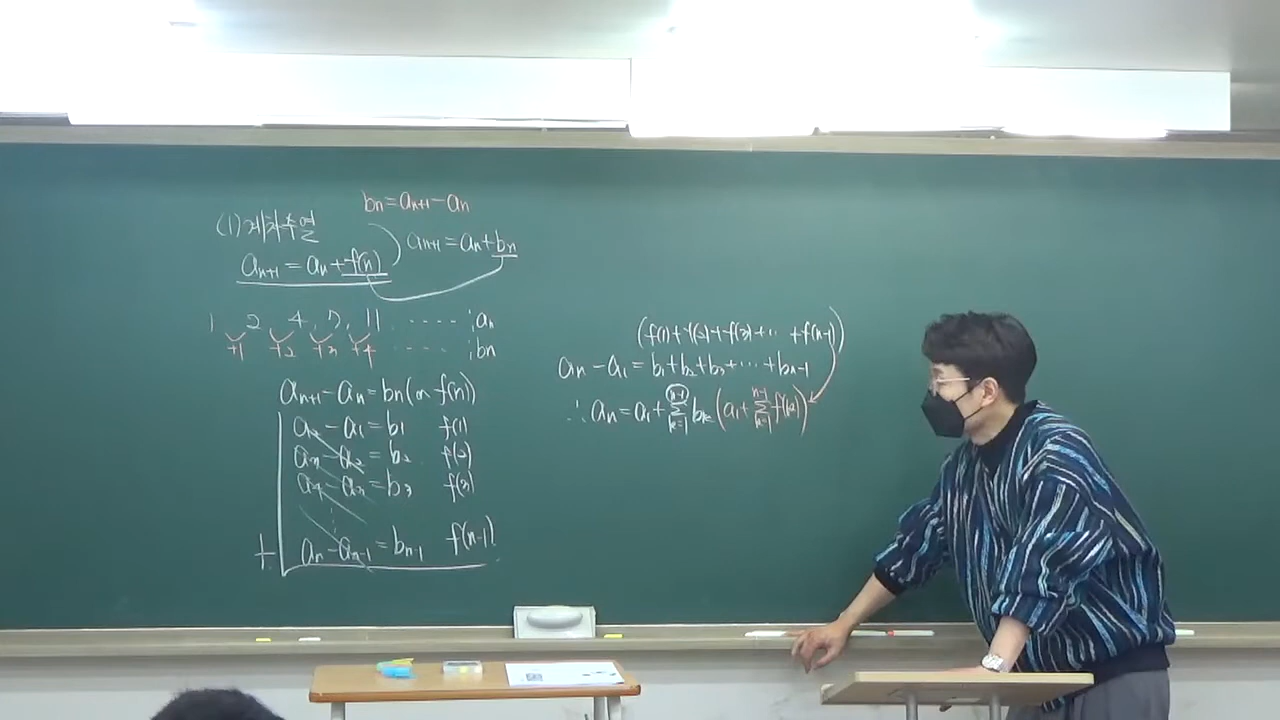 bn=an+1-an
(1) 계차수열
an+1=an+bn
an+1=an+f(n)
1 2 4, 7, 11 ..... ;an
+1 +2 +3 +4 ..... ;bn
an+1-an=bn(or f(n))
a2-a1=b1 f(1)
a3-a2=b2 f(2)
a4-a3=b3 f(3)
+ an-an-1=bn-1 f(n-1)
(f(1)+f(2)+f(3)+...+f(n-1))
an-a1=b1+b2+b3+...+bn-1
∴ an=a1+∑k=1n-1 bk (a1+∑k=1n-1 f(k))